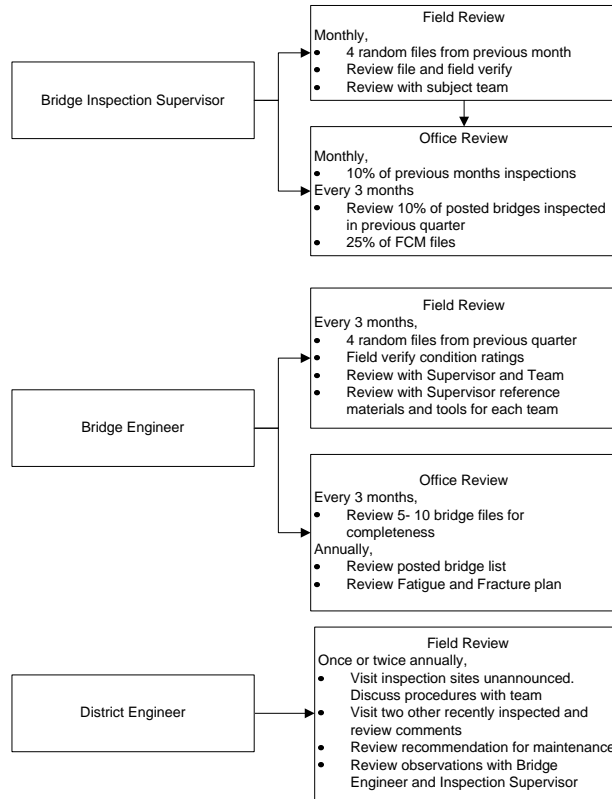 Field Review
Monthly,
• 4 random files from previous month
• Review file and field verify
• Review with subject team
Bridge Inspection Supervisor
Office Review
Monthly,
• 10% of previous months inspections
Every 3 months
• Review 10% of posted bridges inspected
in previous quarter
• 25% of FCM files
Field Review
Every 3 months,
• 4 random files from previous quarter
• Field verify condition ratings
• Review with Supervisor and Team
• Review with Supervisor reference
materials and tools for each team
Bridge Engineer
Office Review
Every 3 months,
• Review 5- 10 bridge files for
completeness
Annually,
• Review posted bridge list
• Review Fatigue and Fracture plan
Field Review
Once or twice annually,
• Visit inspection sites unannounced.
Discuss procedures with team
• Visit two other recently inspected and
review comments
• Review recommendation for maintenance
• Review observations with Bridge
Engineer and Inspection Supervisor
District Engineer